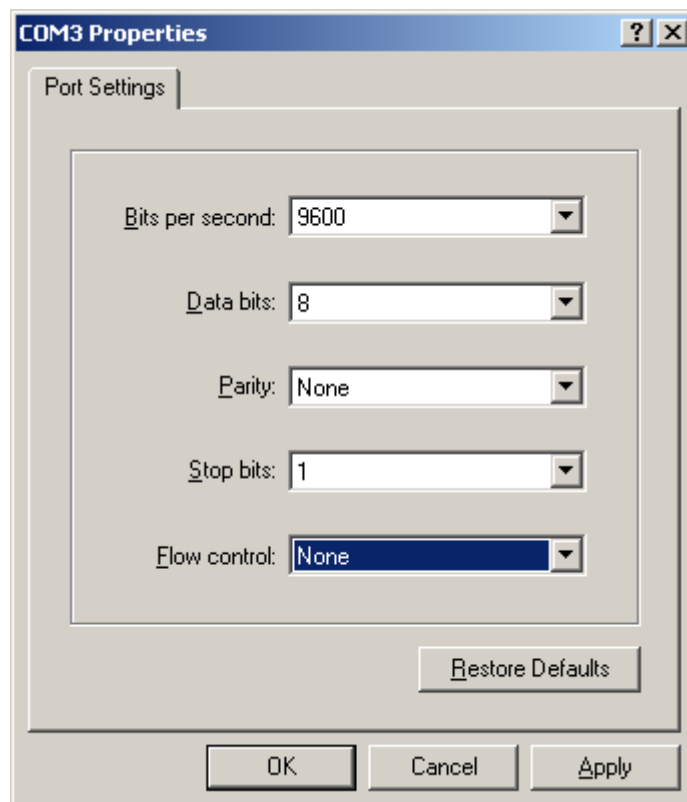 COM3 Properties
Port Settings
Bits per second: 9600
Data bits: 8
Parity: None
Stop bits: 1
Flow control: None
Restore Defaults
OK Cancel Apply